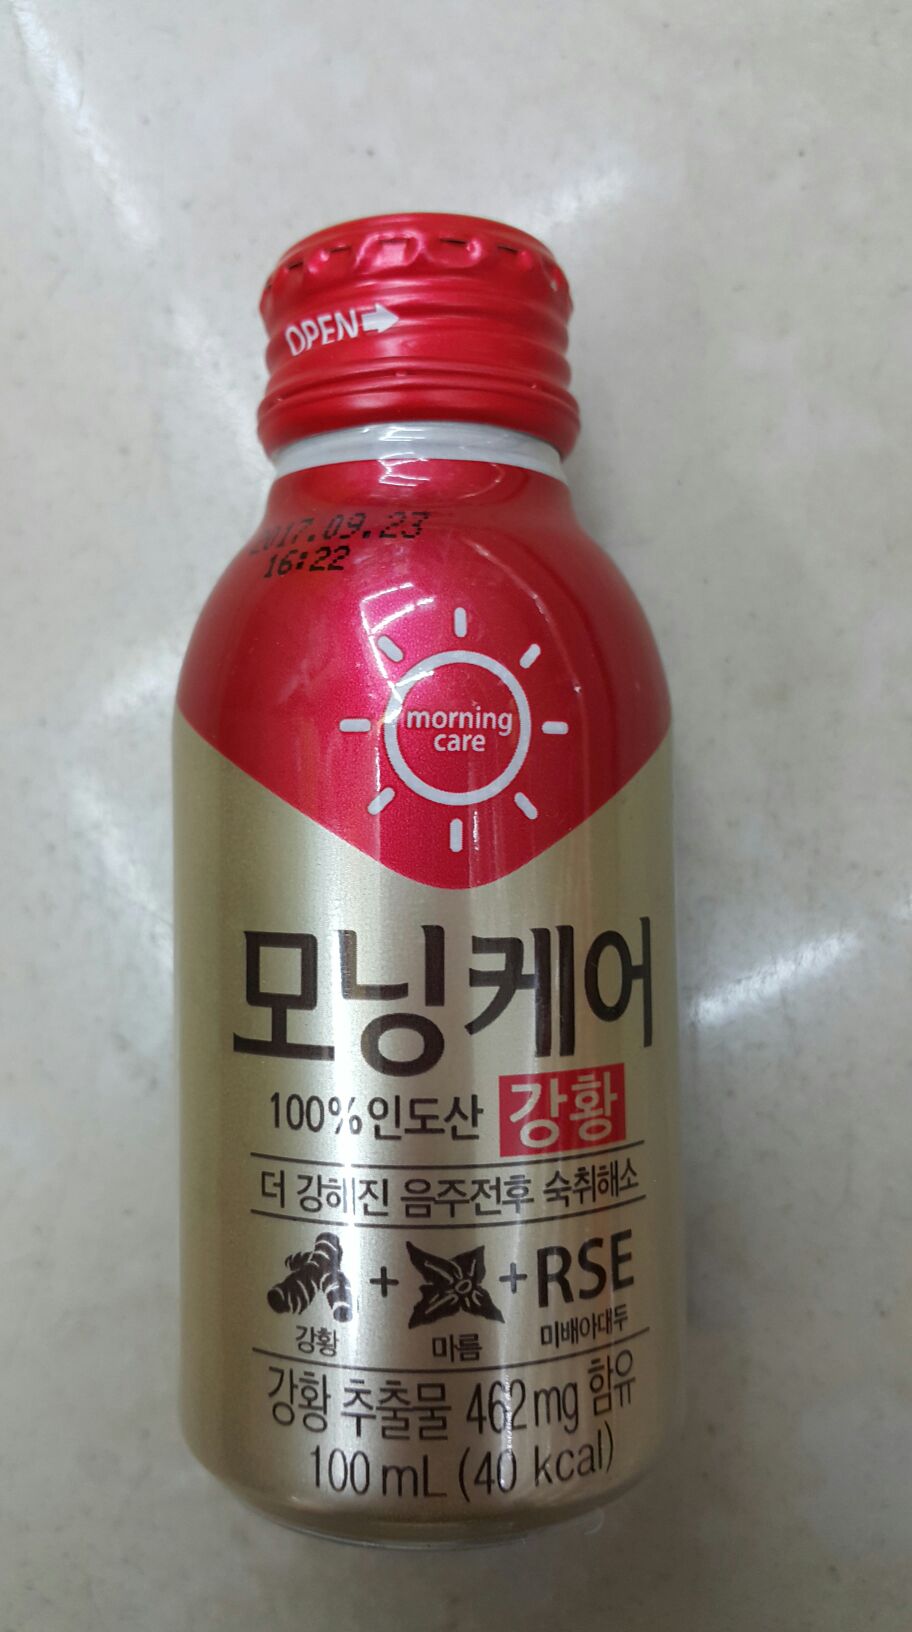 OPEN
2017.09.23
16:22
morning
care
모닝케어
100%인도산 강황
더 강해진 음주전후 숙취해소
+ + RSE
강황 마름 미배아대두
강황 추출물 462mg 함유
100mL (40 kcal)